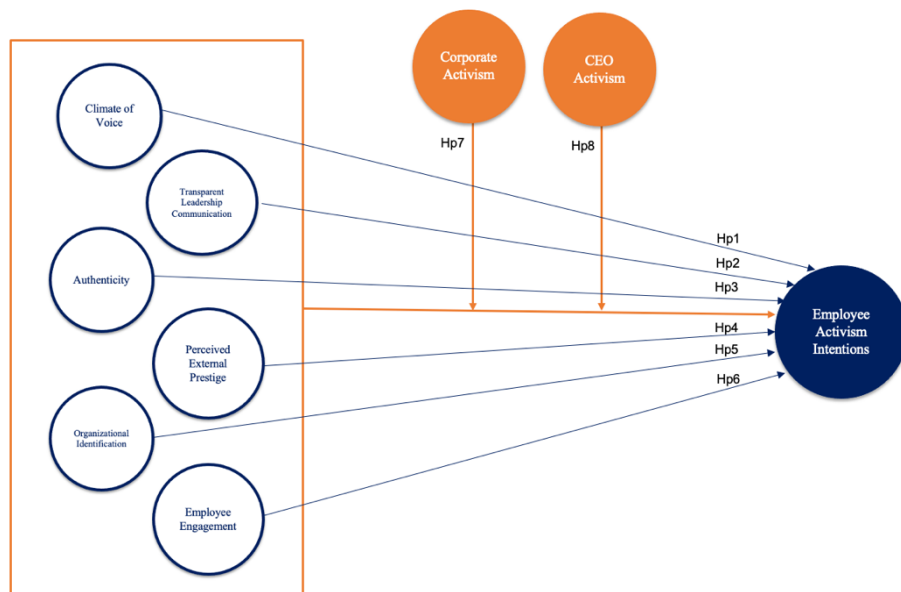 Corporate
Activism
CEO
Activism
Climate of
Voice
Hp7
Hp8
Transparent
Leadership
Communication
Hp1
Hp2
Authenticity
Hp3
Employee
Activism
Intentions
Perceived
External
Prestige
Hp4
Hp5
Hp6
Organizational
Identification
Employee
Engagement